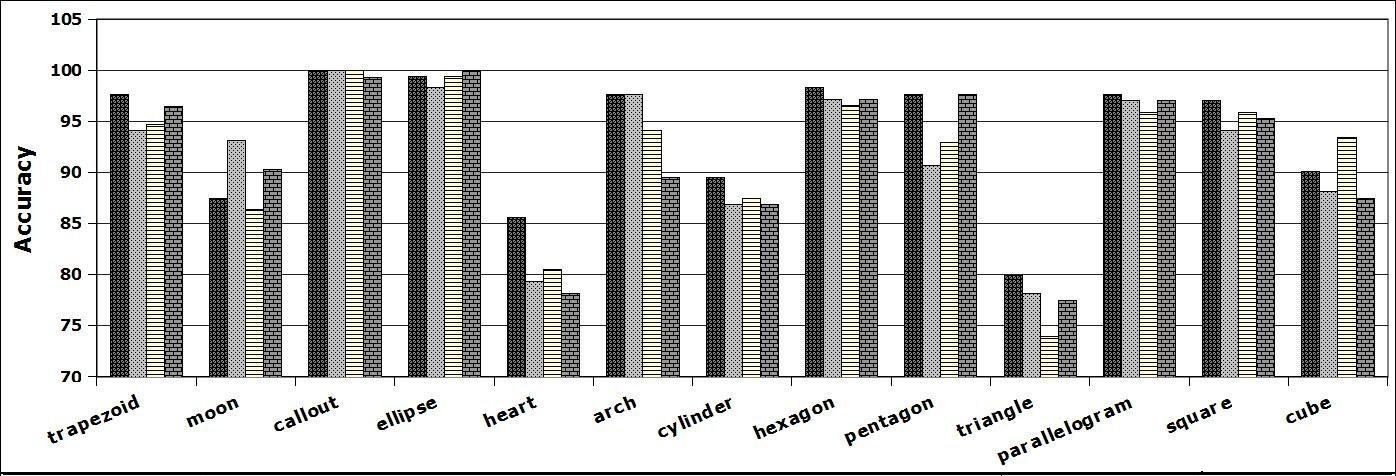 105
100
95
90
85
80
75
70
Accuracy
trapezoid
moon
callout
ellipse
heart
arch
cylinder
hexagon
pentagon
triangle
parallelogram
square
cube